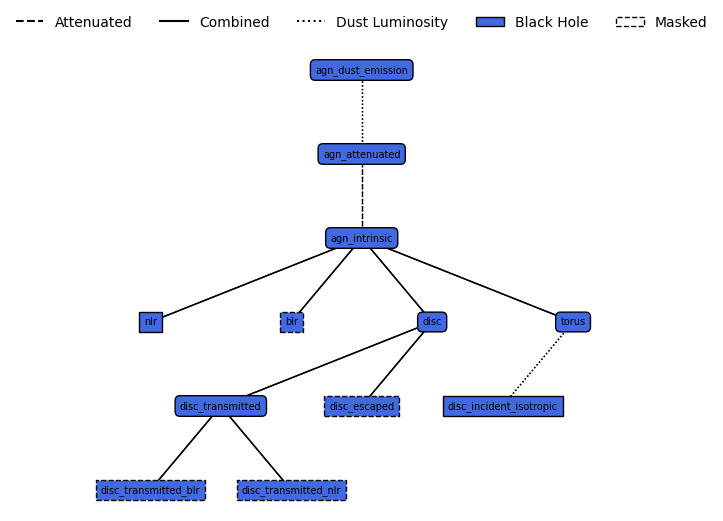 Attenuated Combined Dust Luminosity Black Hole Masked
agn_dust_emission
agn_attenuated
agn_intrinsic
nlr blr disc torus
disc_transmitted disc_escaped disc_incident_isotropic
disc_transmitted_blr disc_transmitted_nlr